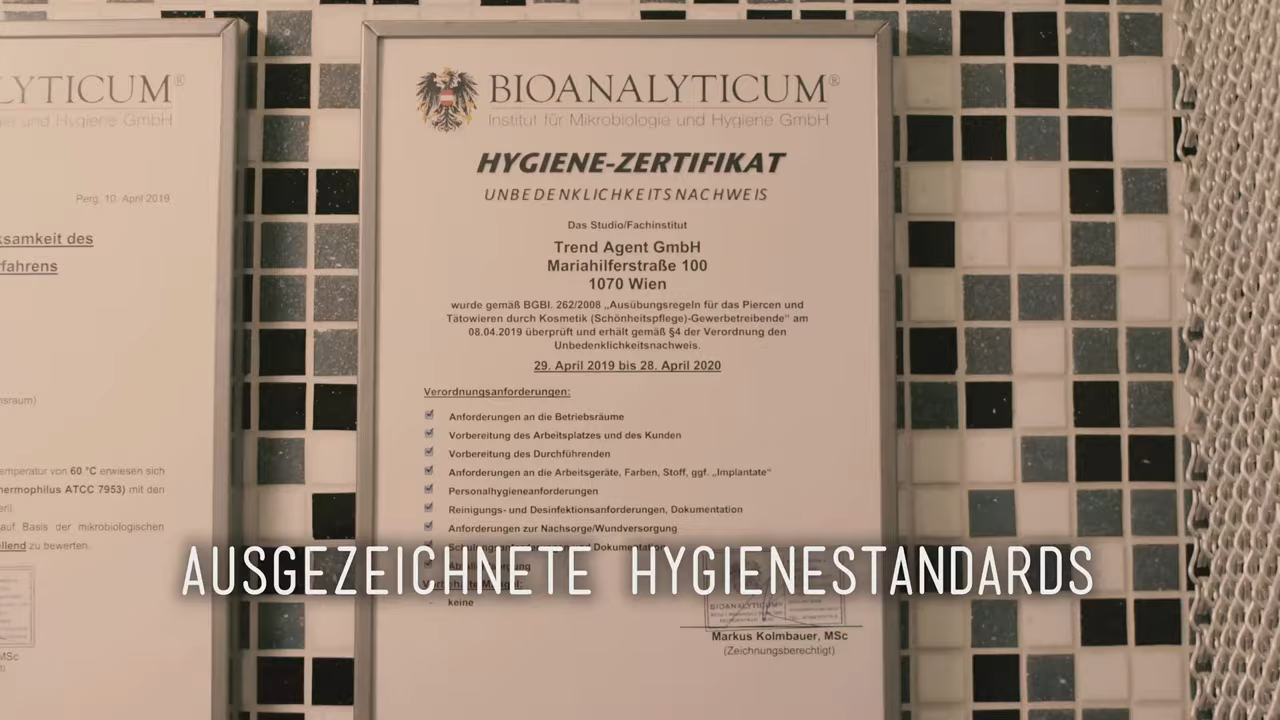 LYTICUM®
gie und Hygiene GmbH
Perg, 10. April 2019
ksamkeit des
fahrens
nsraum)
emperatur von 60 °C erwiesen sich
hermophilus ATCC 7953) mit den
eril.
auf Basis der mikrobiologischen
llend zu bewerten.
MSc
BIOANALYTICUM®
Institut für Mikrobiologie und Hygiene GmbH
HYGIENE-ZERTIFIKAT
UNBEDENKLICHKEITSNACHWEIS
Das Studio/Fachinstitut
Trend Agent GmbH
Mariahilferstraße 100
1070 Wien
wurde gemäß BGBl. 262/2008 „Ausübungsregeln für das Piercen und
Tätowieren durch Kosmetik (Schönheitspflege)-Gewerbetreibende“ am
08.04.2019 überprüft und erhält gemäß §4 der Verordnung den
Unbedenklichkeitsnachweis.
29. April 2019 bis 28. April 2020
Verordnungsanforderungen:
Anforderungen an die Betriebsräume
Vorbereitung des Arbeitsplatzes und des Kunden
Vorbereitung des Durchführenden
Anforderungen an die Arbeitsgeräte, Farben, Stoff, ggf. „Implantate“
Personalhygieneanforderungen
Reinigungs- und Desinfektionsanforderungen, Dokumentation
Anforderungen zur Nachsorge/Wundversorgung
Dokumentation
AUSGEZEICHNETE HYGIENESTANDARDS
- keine
BIOANALYTICUM
Markus Kolmbauer, MSc
(Zeichnungsberechtigt)